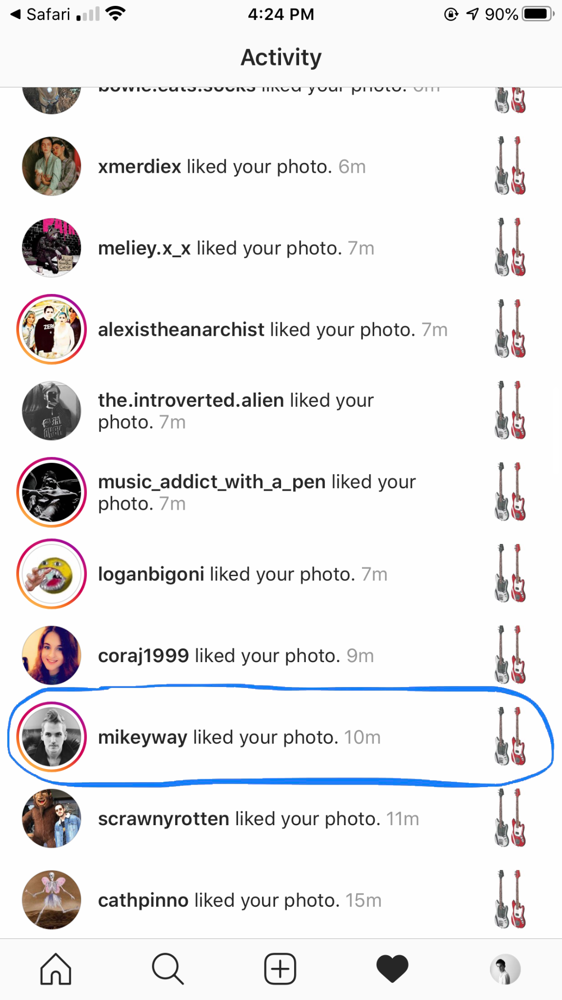 Safari
4:24 PM
90%
Activity
bowie.eats.socks liked your photo. 6m
xmerdiex liked your photo. 6m
meliey.x_x liked your photo. 7m
ZERO
alexistheanarchist liked your photo. 7m
the.introverted.alien liked your
photo. 7m
music_addict_with_a_pen liked your
photo. 7m
loganbigoni liked your photo. 7m
coraj1999 liked your photo. 9m
mikeyway liked your photo. 10m
scrawnyrotten liked your photo. 11m
cathpinno liked your photo. 15m